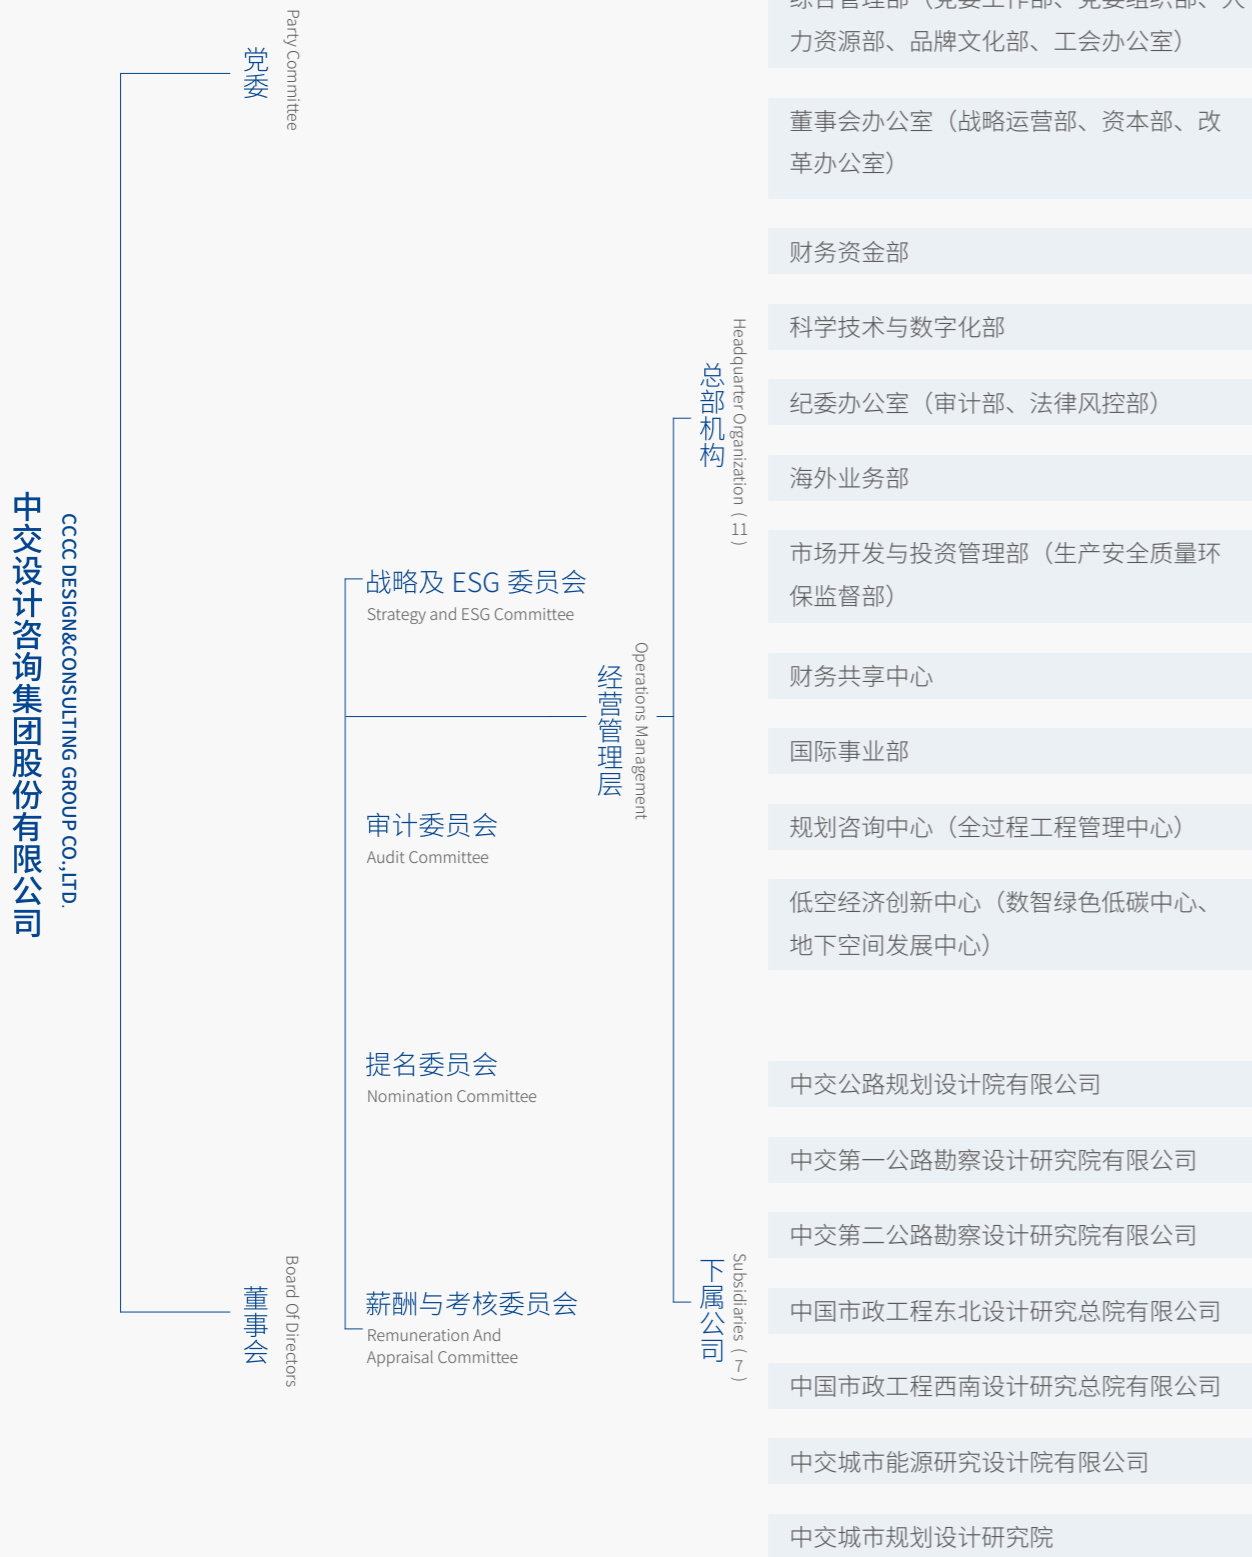 中交设计咨询集团股份有限公司
CCCC DESIGN&CONSULTING GROUP CO.,LTD.
党委
Party Committee
董事会
Board Of Directors
战略及 ESG 委员会
Strategy and ESG Committee
审计委员会
Audit Committee
提名委员会
Nomination Committee
薪酬与考核委员会
Remuneration And
Appraisal Committee
经营管理层
Operations Management
总部机构
Headquarter Organization（11）
综合管理部（党委工作部、党委组织部、人
力资源部、品牌文化部、工会办公室）
董事会办公室（战略运营部、资本部、改
革办公室）
财务资金部
科学技术与数字化部
纪委办公室（审计部、法律风控部）
海外业务部
市场开发与投资管理部（生产安全质量环
保监督部）
财务共享中心
国际事业部
规划咨询中心（全过程工程管理中心）
低空经济创新中心（数智绿色低碳中心、
地下空间发展中心）
下属公司
Subsidiaries（7）
中交公路规划设计院有限公司
中交第一公路勘察设计研究院有限公司
中交第二公路勘察设计研究院有限公司
中国市政工程东北设计研究总院有限公司
中国市政工程西南设计研究总院有限公司
中交城市能源研究设计院有限公司
中交城市规划设计研究院